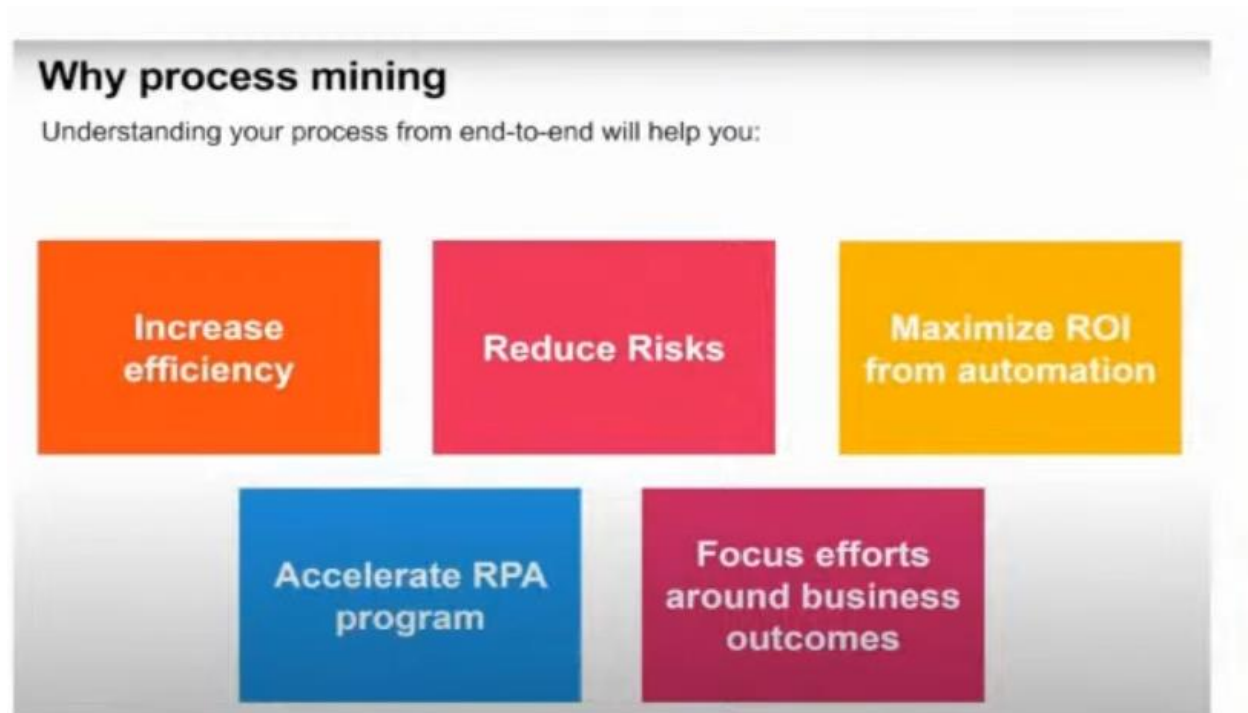 Why process mining
Understanding your process from end-to-end will help you:
Increase
efficiency
Reduce Risks
Maximize ROI
from automation
Accelerate RPA
program
Focus efforts
around business
outcomes